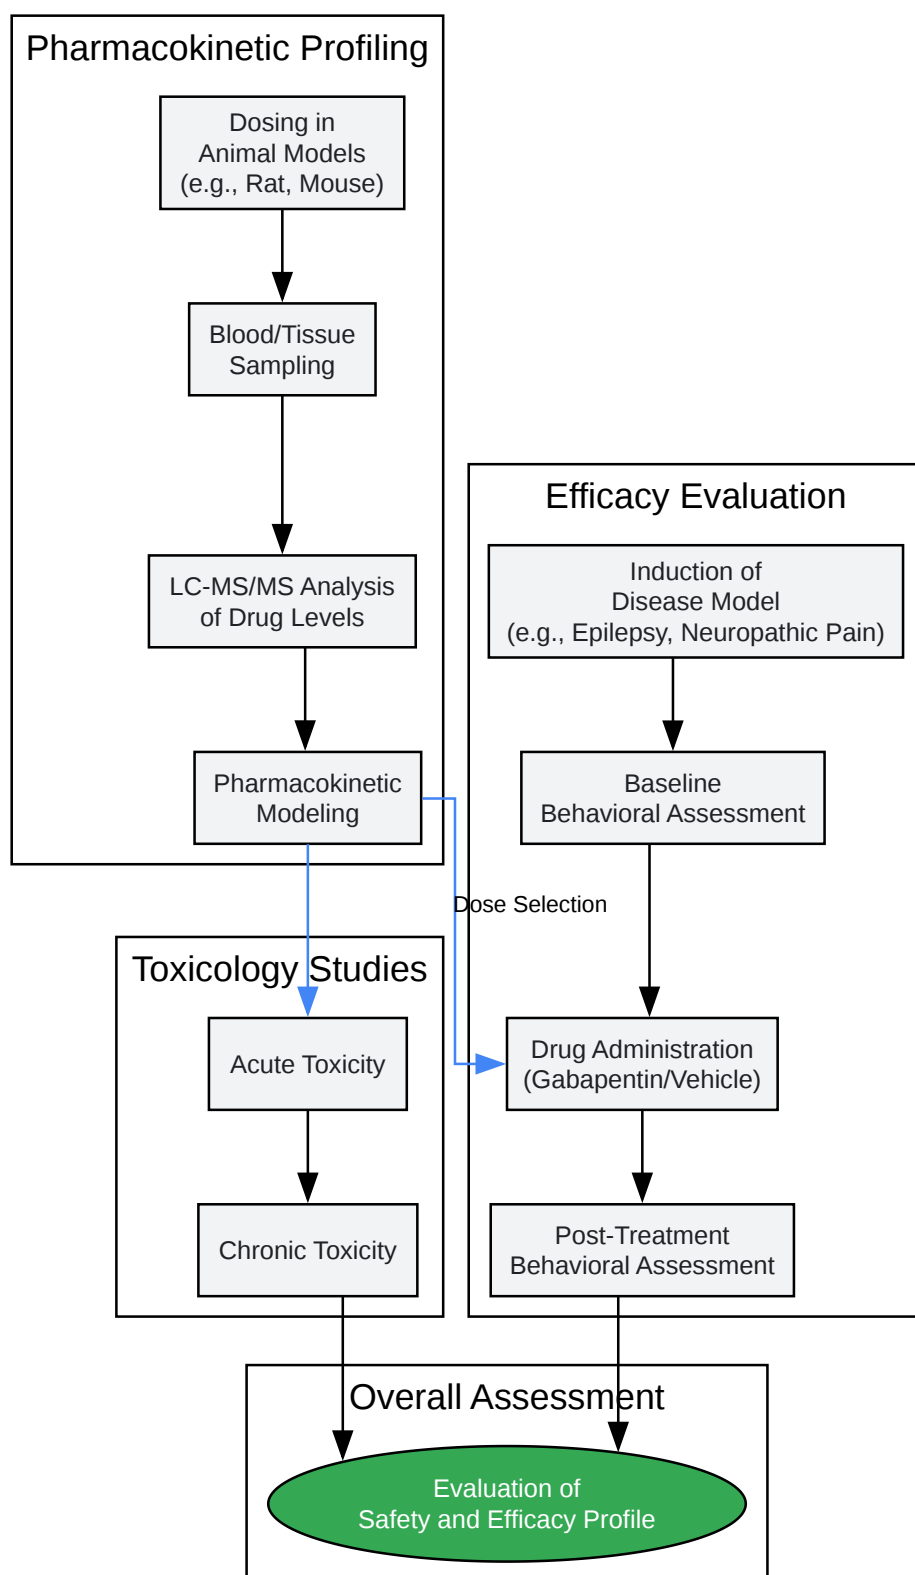 Pharmacokinetic Profiling
Dosing in
Animal Models
(e.g., Rat, Mouse)
Blood/Tissue
Sampling
LC-MS/MS Analysis
of Drug Levels
Pharmacokinetic
Modeling
Efficacy Evaluation
Induction of
Disease Model
(e.g., Epilepsy, Neuropathic Pain)
Baseline
Behavioral Assessment
Dose Selection
Toxicology Studies
Acute Toxicity
Chronic Toxicity
Drug Administration
(Gabapentin/Vehicle)
Post-Treatment
Behavioral Assessment
Overall Assessment
Evaluation of
Safety and Efficacy Profile